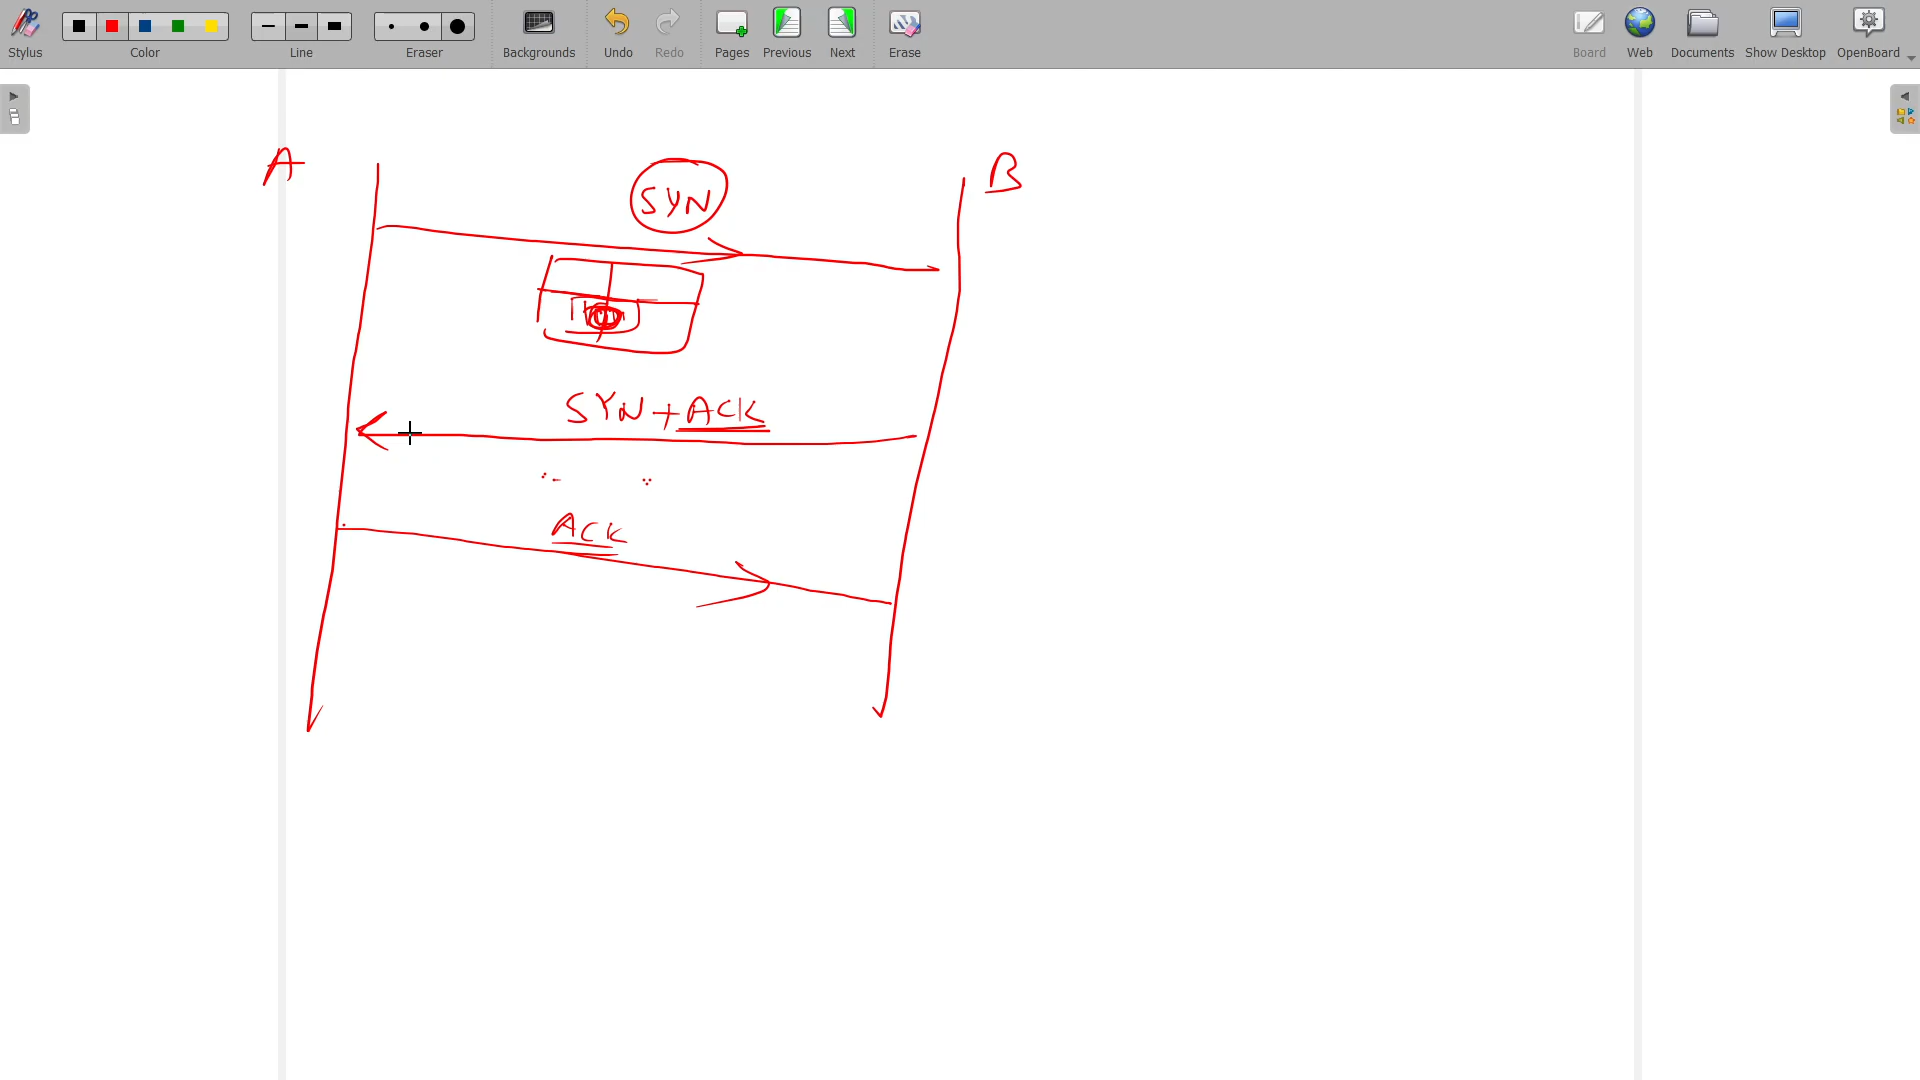 Stylus Color Line Eraser Backgrounds Undo Redo Pages Previous Next Erase Board Web Documents Show Desktop OpenBoard
A B
SYN
SYN + ACK
ACK